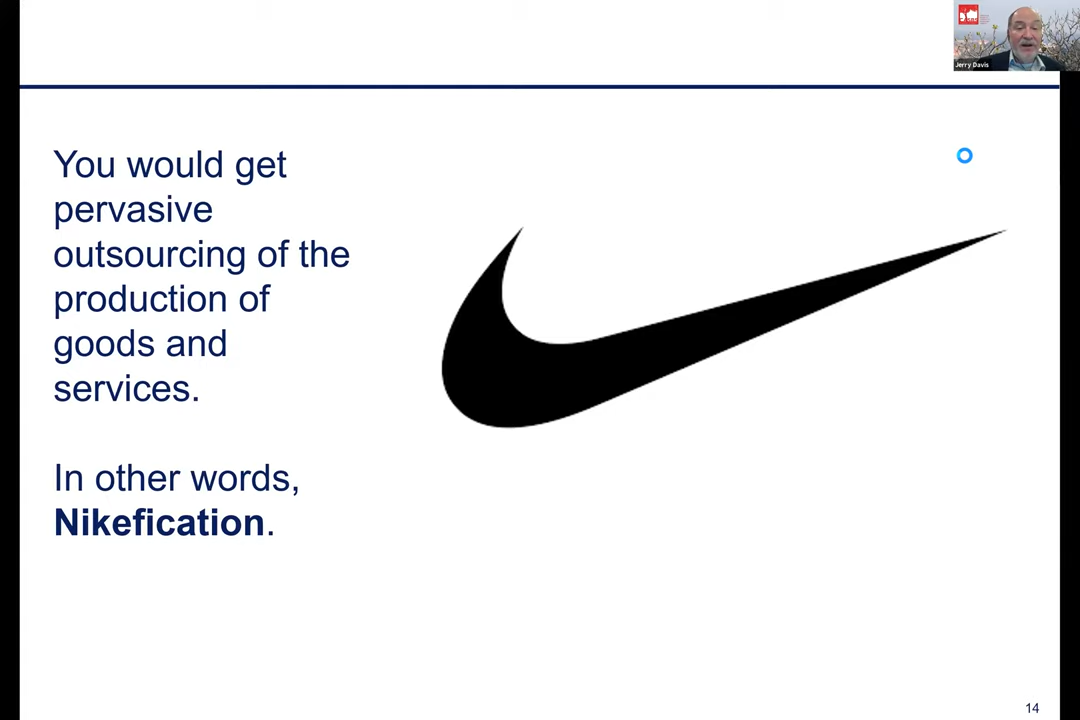 Jerry Davis
You would get
pervasive
outsourcing of the
production of
goods and
services.
In other words,
Nikefication.
14